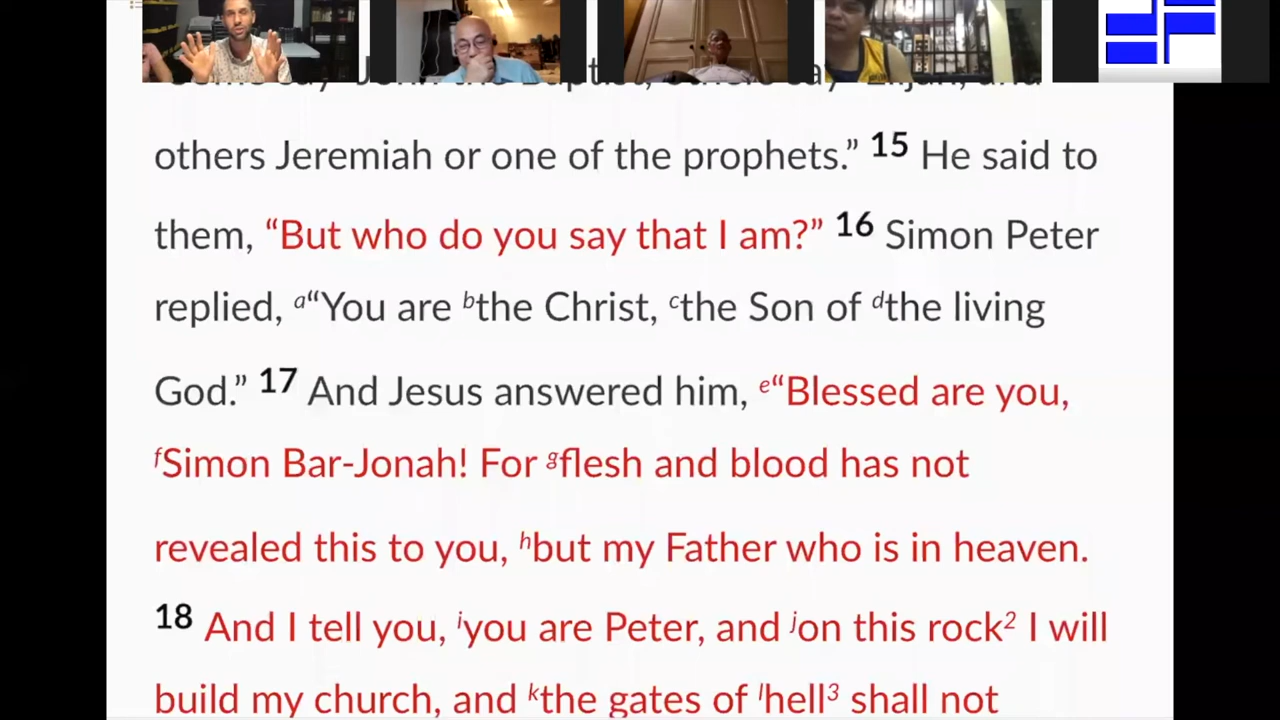 others Jeremiah or one of the prophets.” 15 He said to
them, “But who do you say that I am?” 16 Simon Peter
replied, a“You are bthe Christ, cthe Son of dthe living
God.” 17 And Jesus answered him, e“Blessed are you,
fSimon Bar-Jonah! For gflesh and blood has not
revealed this to you, hbut my Father who is in heaven.
18 And I tell you, iyou are Peter, and jon this rock2 I will
build my church, and kthe gates of lhell3 shall not